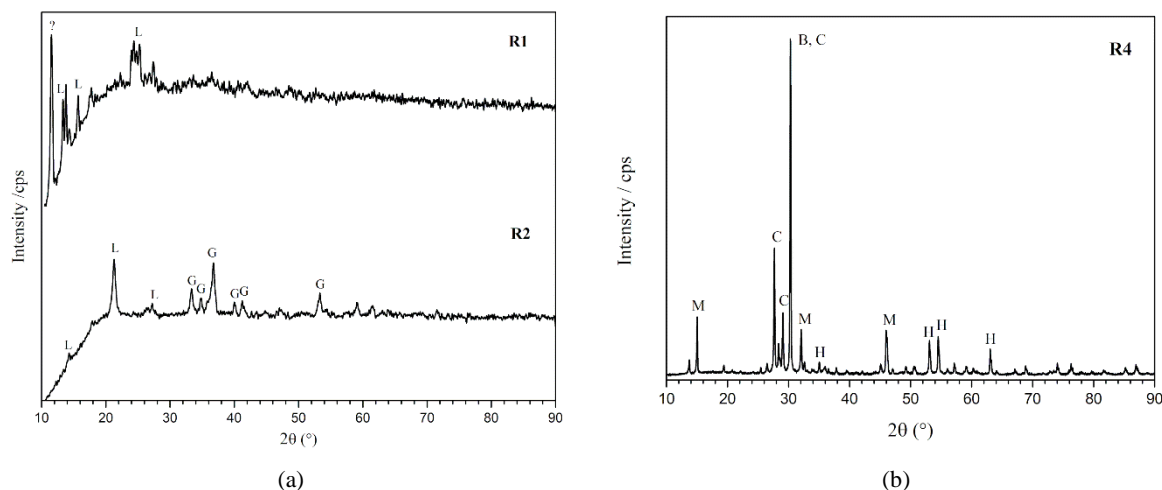 ?
L
L
L
R1
R2
L
L
L
G
G
G
G
G
G
Intensity /cps
10 20 30 40 50 60 70 80 90
2θ (°)
(a)
B, C
R4
C
C
M
M
H
M
H
H
H
Intensity / cps
10 20 30 40 50 60 70 80 90
2θ (°)
(b)